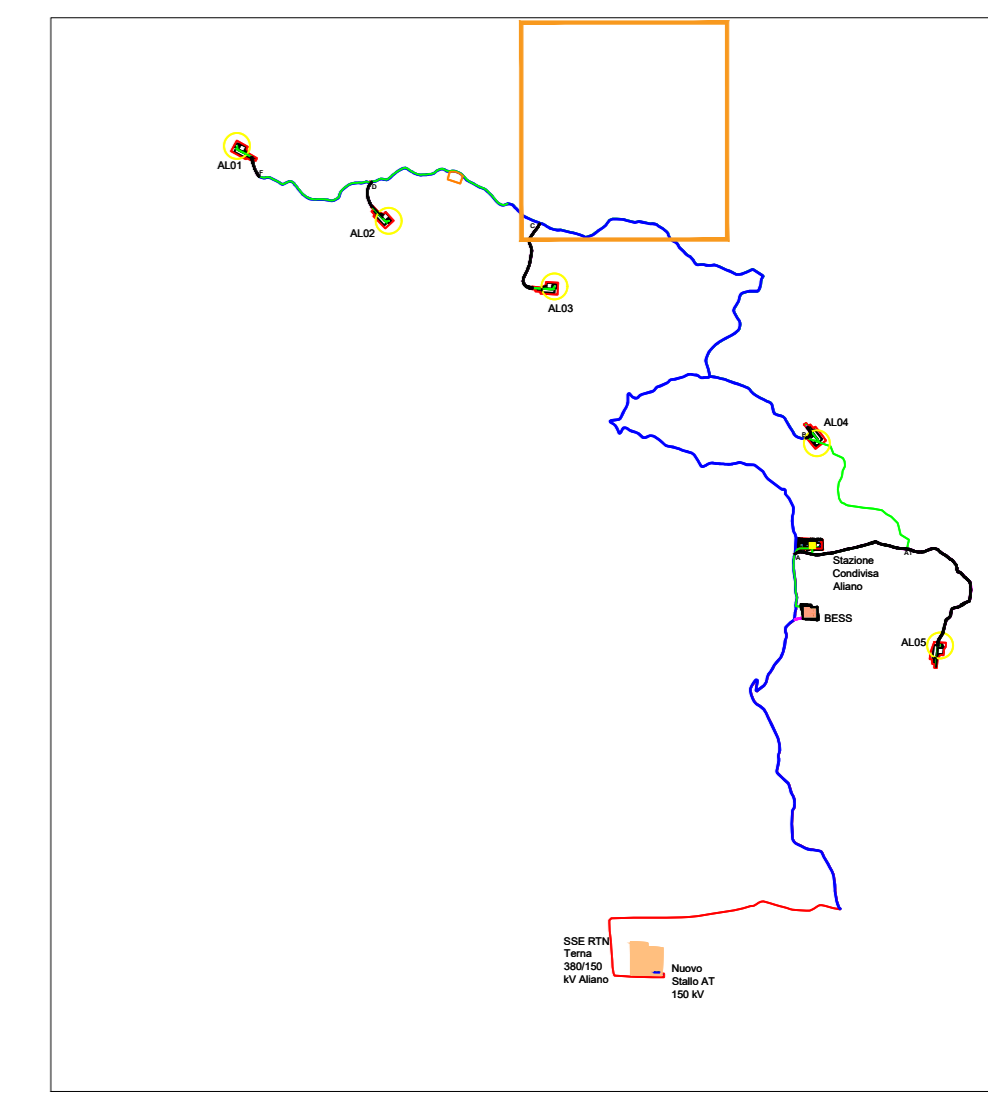 AL01
F
D
AL02
C
AL03
AL04
B
Stazione
Condivisa
Aliano
A
A1
BESS
AL05
SSE RTN
Terna
380/150
kV Aliano
Nuovo
Stallo AT
150 kV